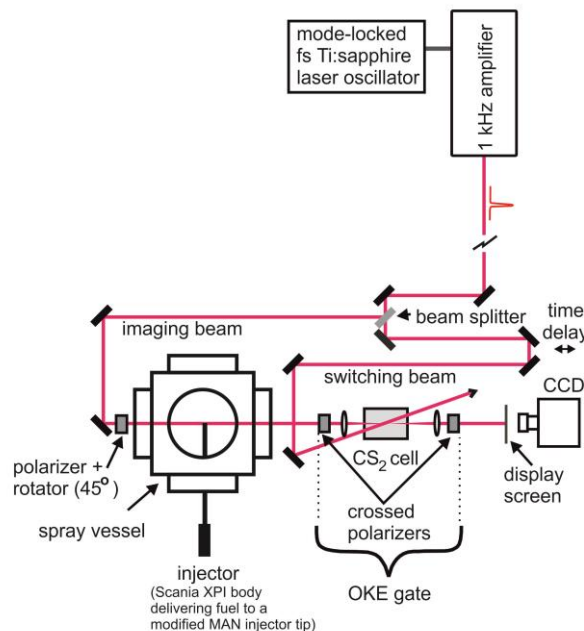 mode-locked
fs Ti:sapphire
laser oscillator
1 kHz amplifier
beam splitter
time
delay
imaging beam
switching beam
CCD
polarizer +
rotator (45°)
CS₂ cell
display
screen
spray vessel
crossed
polarizers
injector
(Scania XPI body
delivering fuel to a
modified MAN injector tip)
OKE gate